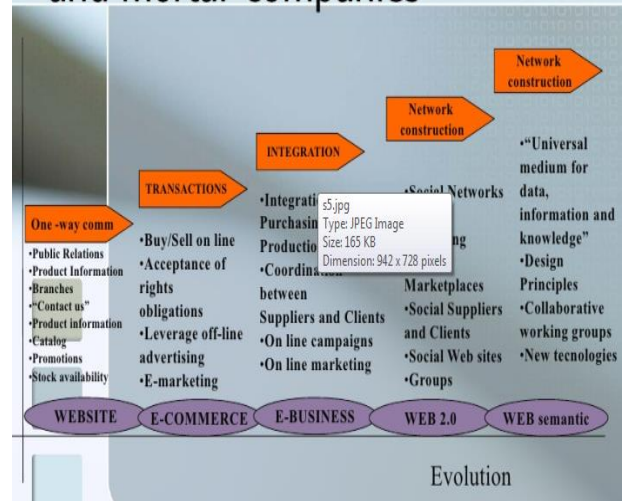 and mortar companies
Network
construction
•“Universal
medium for
data,
information and
knowledge”
•Design
Principles
•Collaborative
working groups
•New tecnologies
Network
construction
•Social Networks
Marketplaces
•Social Suppliers
and Clients
•Social Web sites
•Groups
INTEGRATION
Purchasin
Productio
between
Suppliers and Clients
•On line campaigns
•On line marketing
s5.jpg
Type: JPEG Image
Size: 165 KB
Dimension: 942 x 728 pixels
TRANSACTIONS
•Buy/Sell on line
•Acceptance of
rights
obligations
•Leverage off-line
advertising
•E-marketing
One -way comm
•Public Relations
•Product Information
•Branches
•“Contact us”
•Product information
•Catalog
•Promotions
•Stock availability
WEBSITE
E-COMMERCE
E-BUSINESS
WEB 2.0
WEB semantic
Evolution